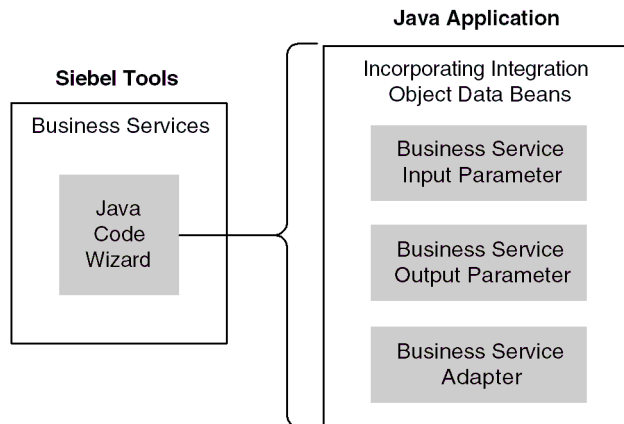 Java Application
Siebel Tools
Business Services
Java
Code
Wizard
Incorporating Integration
Object Data Beans
Business Service
Input Parameter
Business Service
Output Parameter
Business Service
Adapter